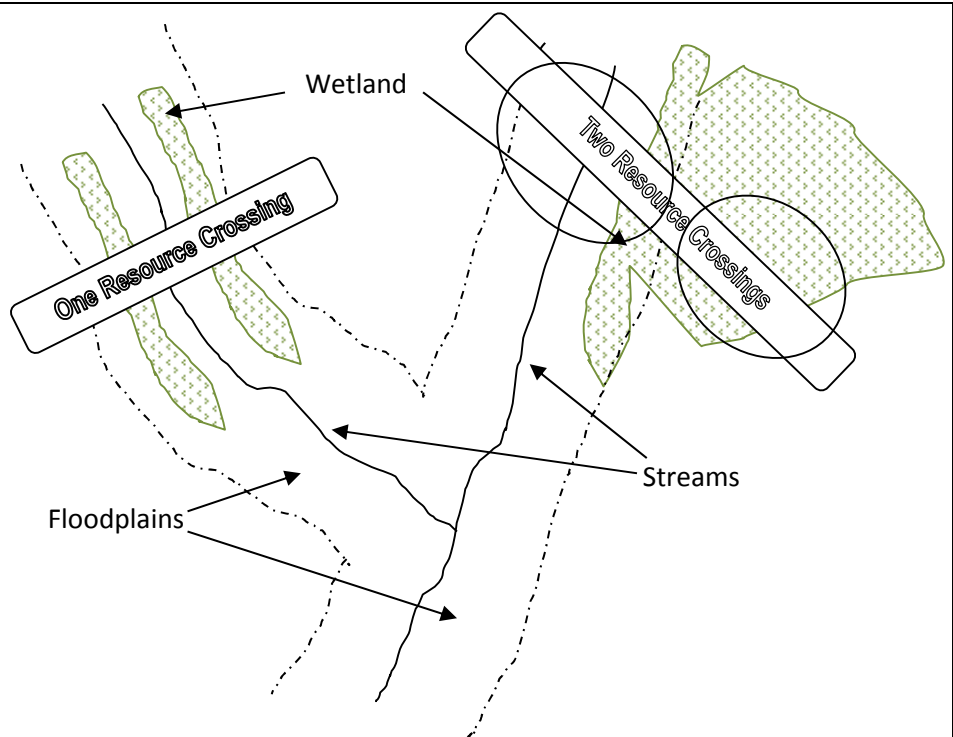 Wetland
Two Resource Crossings
One Resource Crossing
Streams
Floodplains